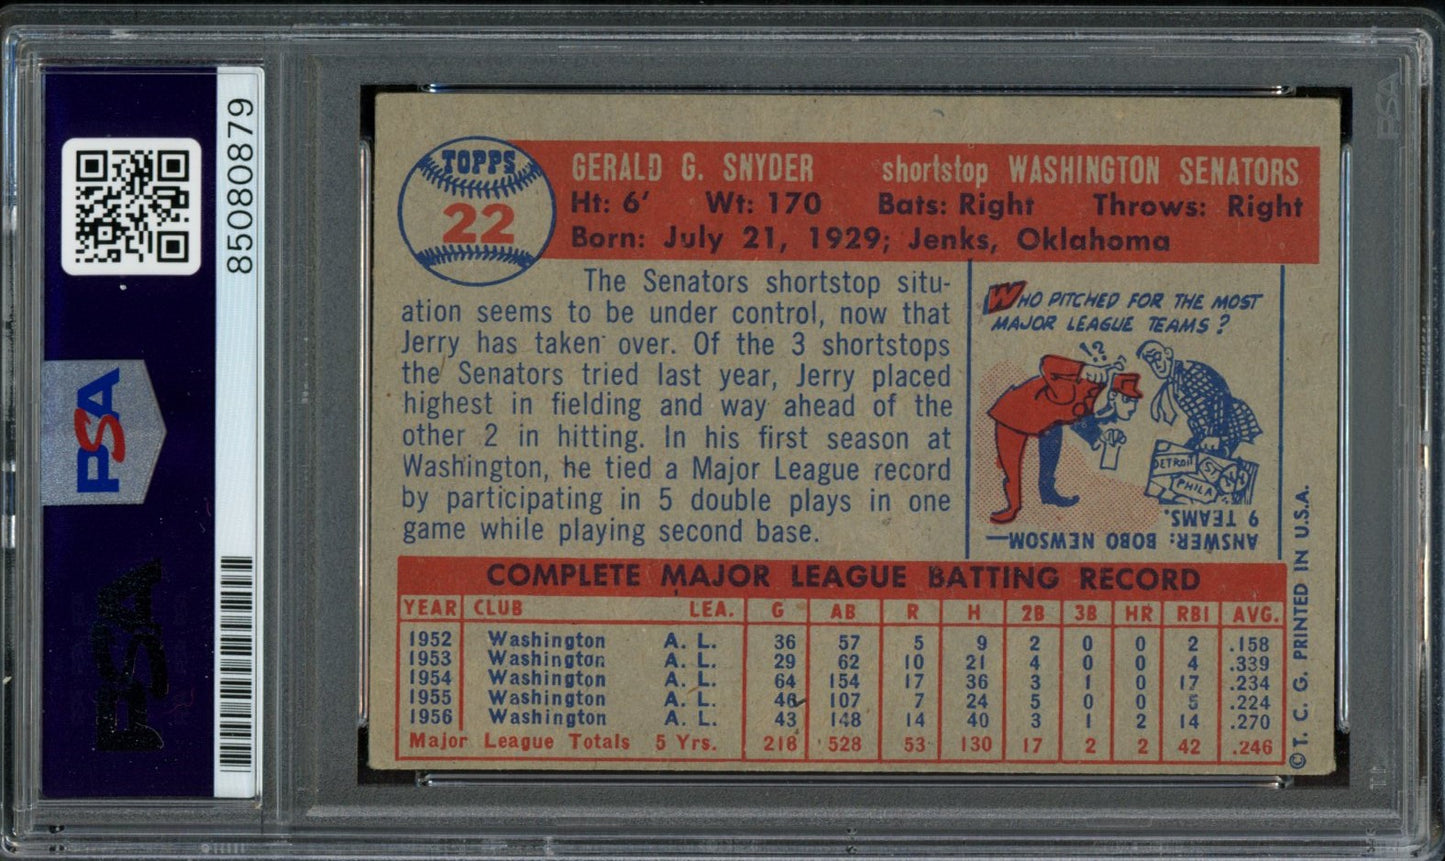 85080879
PSA
PSA
PSA
TOPPS
22
GERALD G. SNYDER shortstop WASHINGTON SENATORS
Ht: 6' Wt: 170 Bats: Right Throws: Right
Born: July 21, 1929; Jenks, Oklahoma
The Senators shortstop situ-
ation seems to be under control, now that
Jerry has taken over. Of the 3 shortstops
the Senators tried last year, Jerry placed
highest in fielding and way ahead of the
other 2 in hitting. In his first season at
Washington, he tied a Major League record
by participating in 5 double plays in one
game while playing second base.
WHO PITCHED FOR THE MOST
MAJOR LEAGUE TEAMS?
!?
DETROIT
ST
PHILA
ANSWER: BOBO NEWSOM—
9 TEAMS.
COMPLETE MAJOR LEAGUE BATTING RECORD
YEAR CLUB LEA. G AB R H 2B 3B HR RBI AVG.
1952 Washington A. L. 36 57 5 9 2 0 0 2 .158
1953 Washington A. L. 29 62 10 21 4 0 0 4 .339
1954 Washington A. L. 64 154 17 36 3 1 0 17 .234
1955 Washington A. L. 46 107 7 24 5 0 0 5 .224
1956 Washington A. L. 43 148 14 40 3 1 2 14 .270
Major League Totals 5 Yrs. 218 528 53 130 17 2 2 42 .246
© T. C. G. PRINTED IN U.S.A.